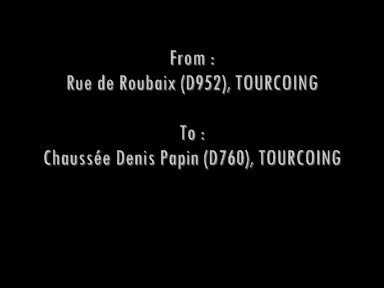 From :
Rue de Roubaix (D952), TOURCOING
To :
Chaussée Denis Papin (D760), TOURCOING